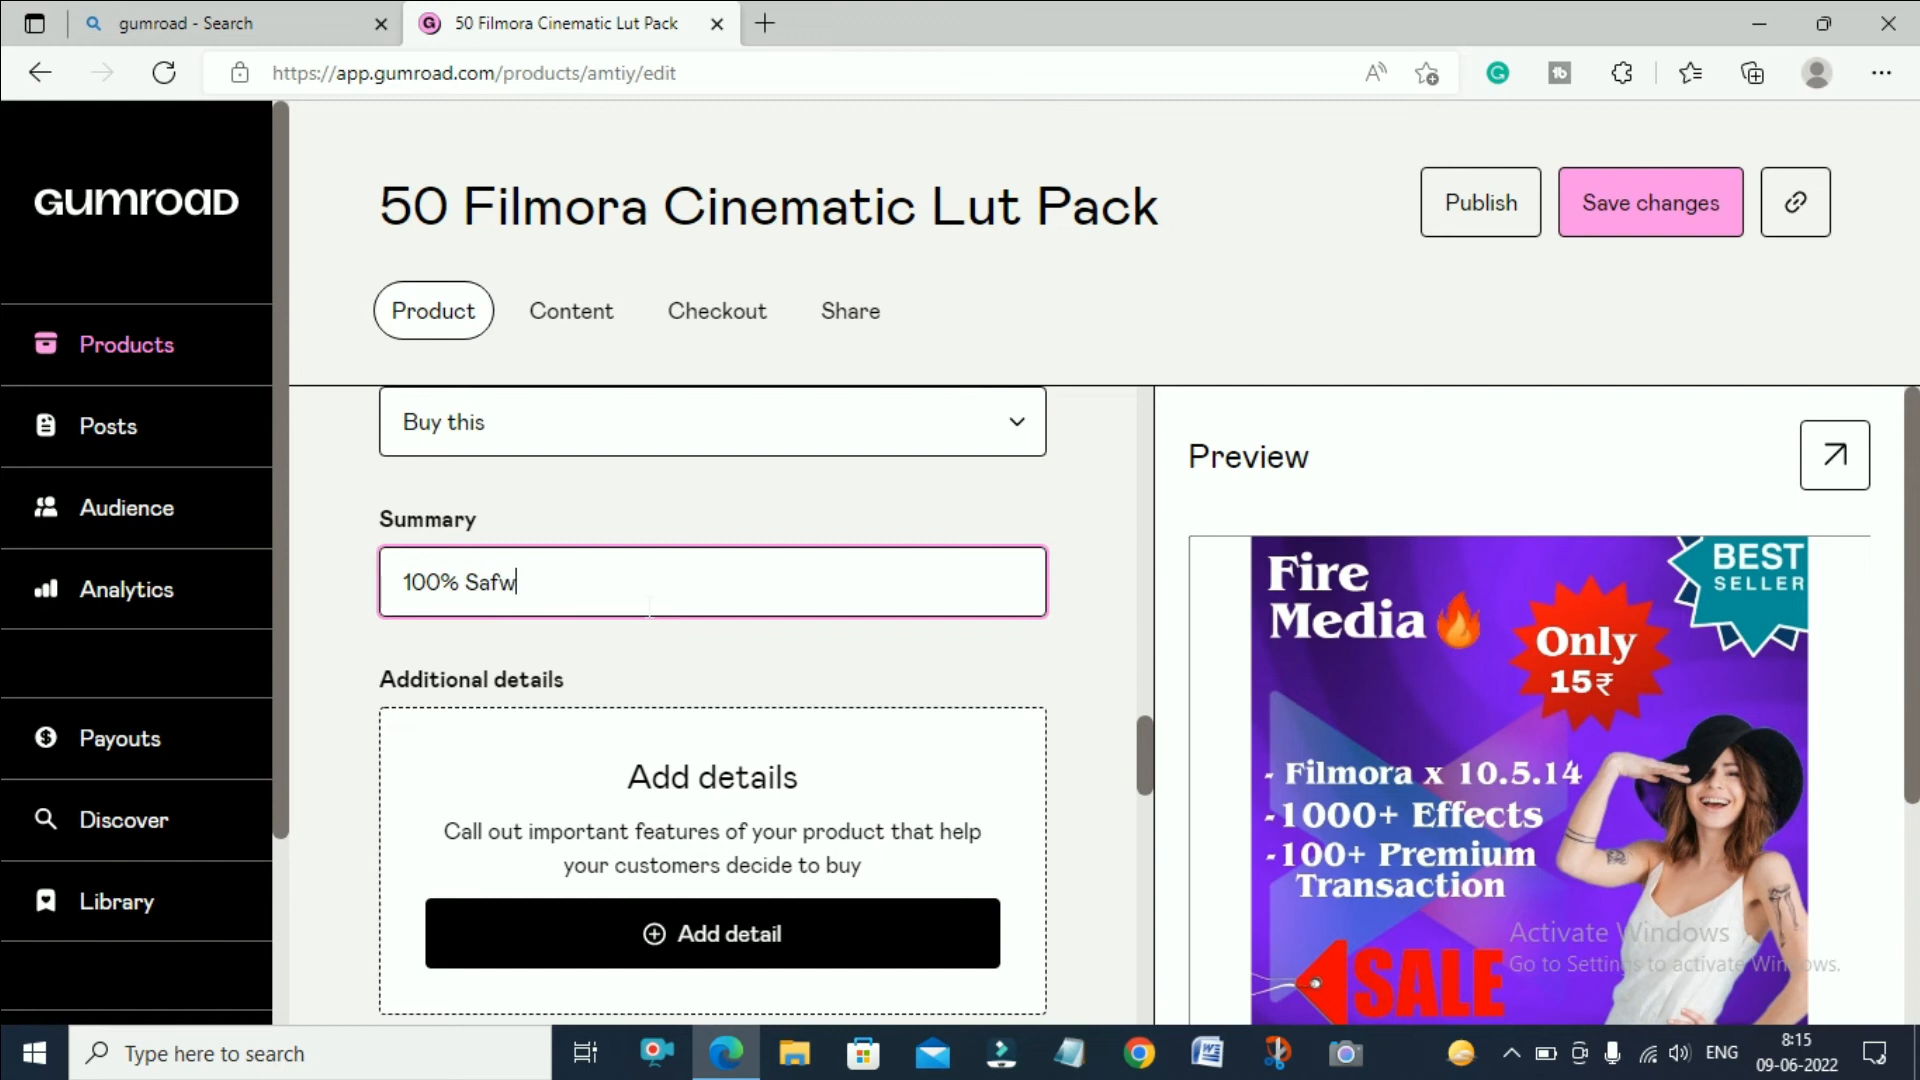 gumroad - Search
50 Filmora Cinematic Lut Pack
https://app.gumroad.com/products/amtiy/edit
GUMROAD
50 Filmora Cinematic Lut Pack
Publish
Save changes
Product
Content
Checkout
Share
Products
Posts
Audience
Analytics
Payouts
Discover
Library
Buy this
Summary
100% Safw
Additional details
Add details
Call out important features of your product that help
your customers decide to buy
Add detail
Preview
Fire
Media
BEST
SELLER
Only
15₹
- Filmora x 10.5.14
-1000+ Effects
-100+ Premium
Transaction
SALE
Activate Windows
Go to Settings to activate Windows.
Type here to search
ENG
8:15
09-06-2022